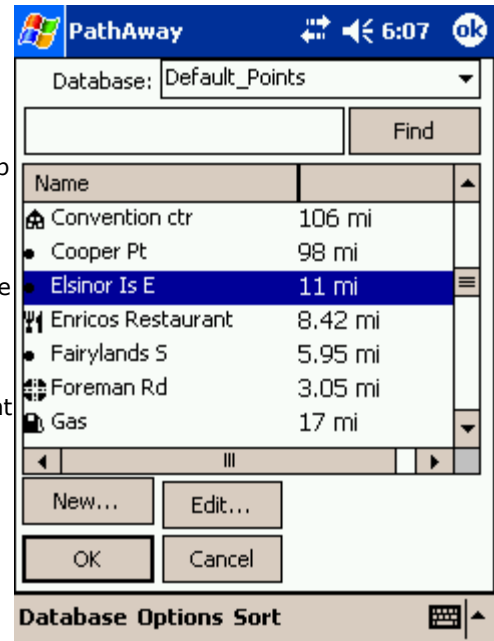 PathAway 6:07 ok
Database: Default_Points
Find
Name
Convention ctr 106 mi
Cooper Pt 98 mi
Elsinor Is E 11 mi
Enricos Restaurant 8.42 mi
Fairylands S 5.95 mi
Foreman Rd 3.05 mi
Gas 17 mi
New... Edit...
OK Cancel
Database Options Sort